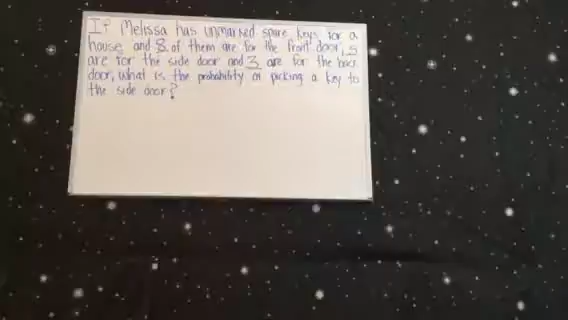 If Melissa has unmarked spare keys for a
house and 8 of them are for the front door, 5
are for the side door and 3 are for the back
door, what is the probability of picking a key to
the side door?